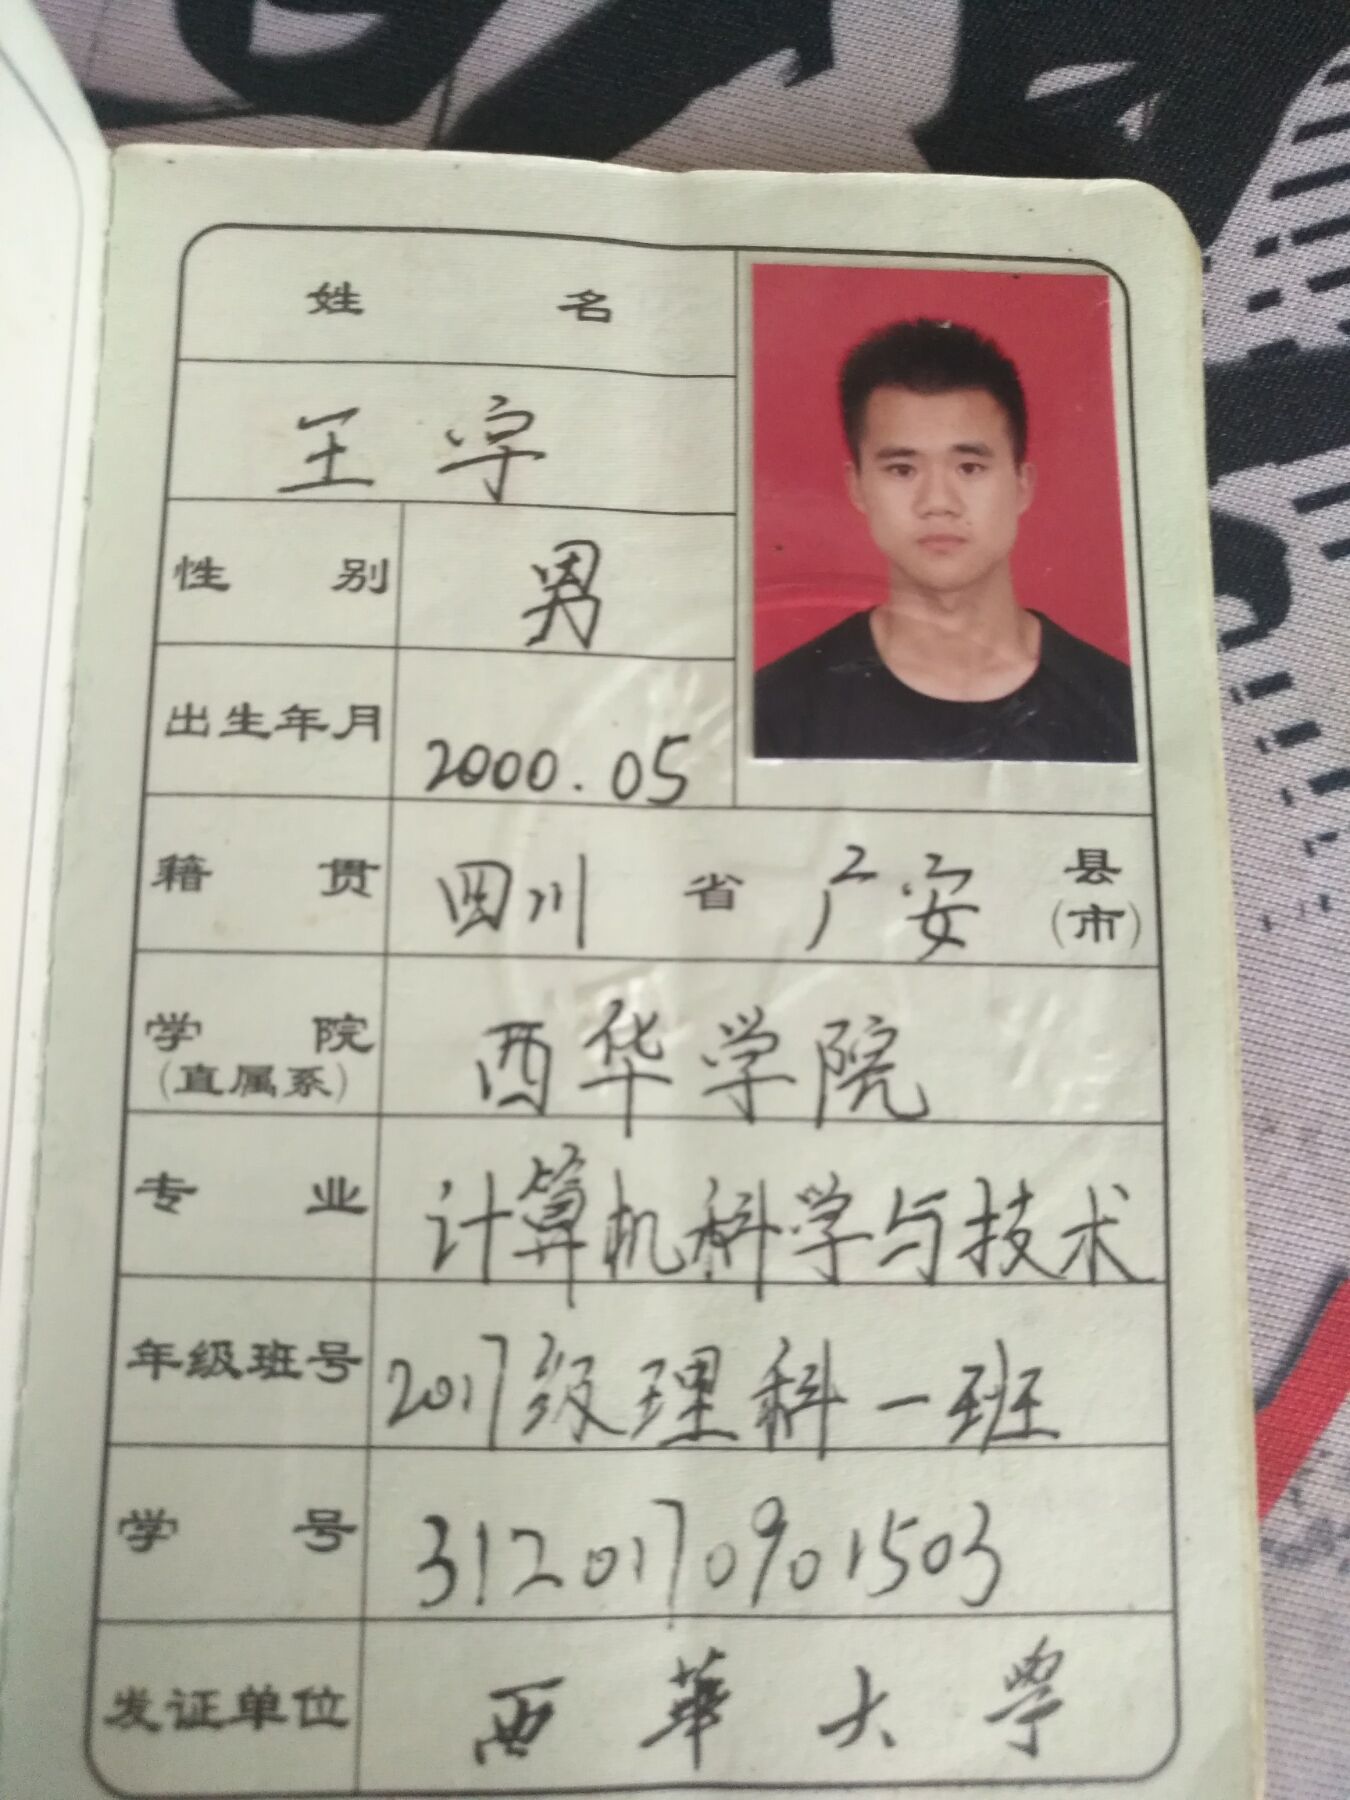 姓名
王宇
性别 男
出生年月 2000.05
籍贯 四川 省 广安 县(市)
学院(直属系) 西华学院
专业 计算机科学与技术
年级班号 2017级理科一班
学号 3120170901503
发证单位 西華大學